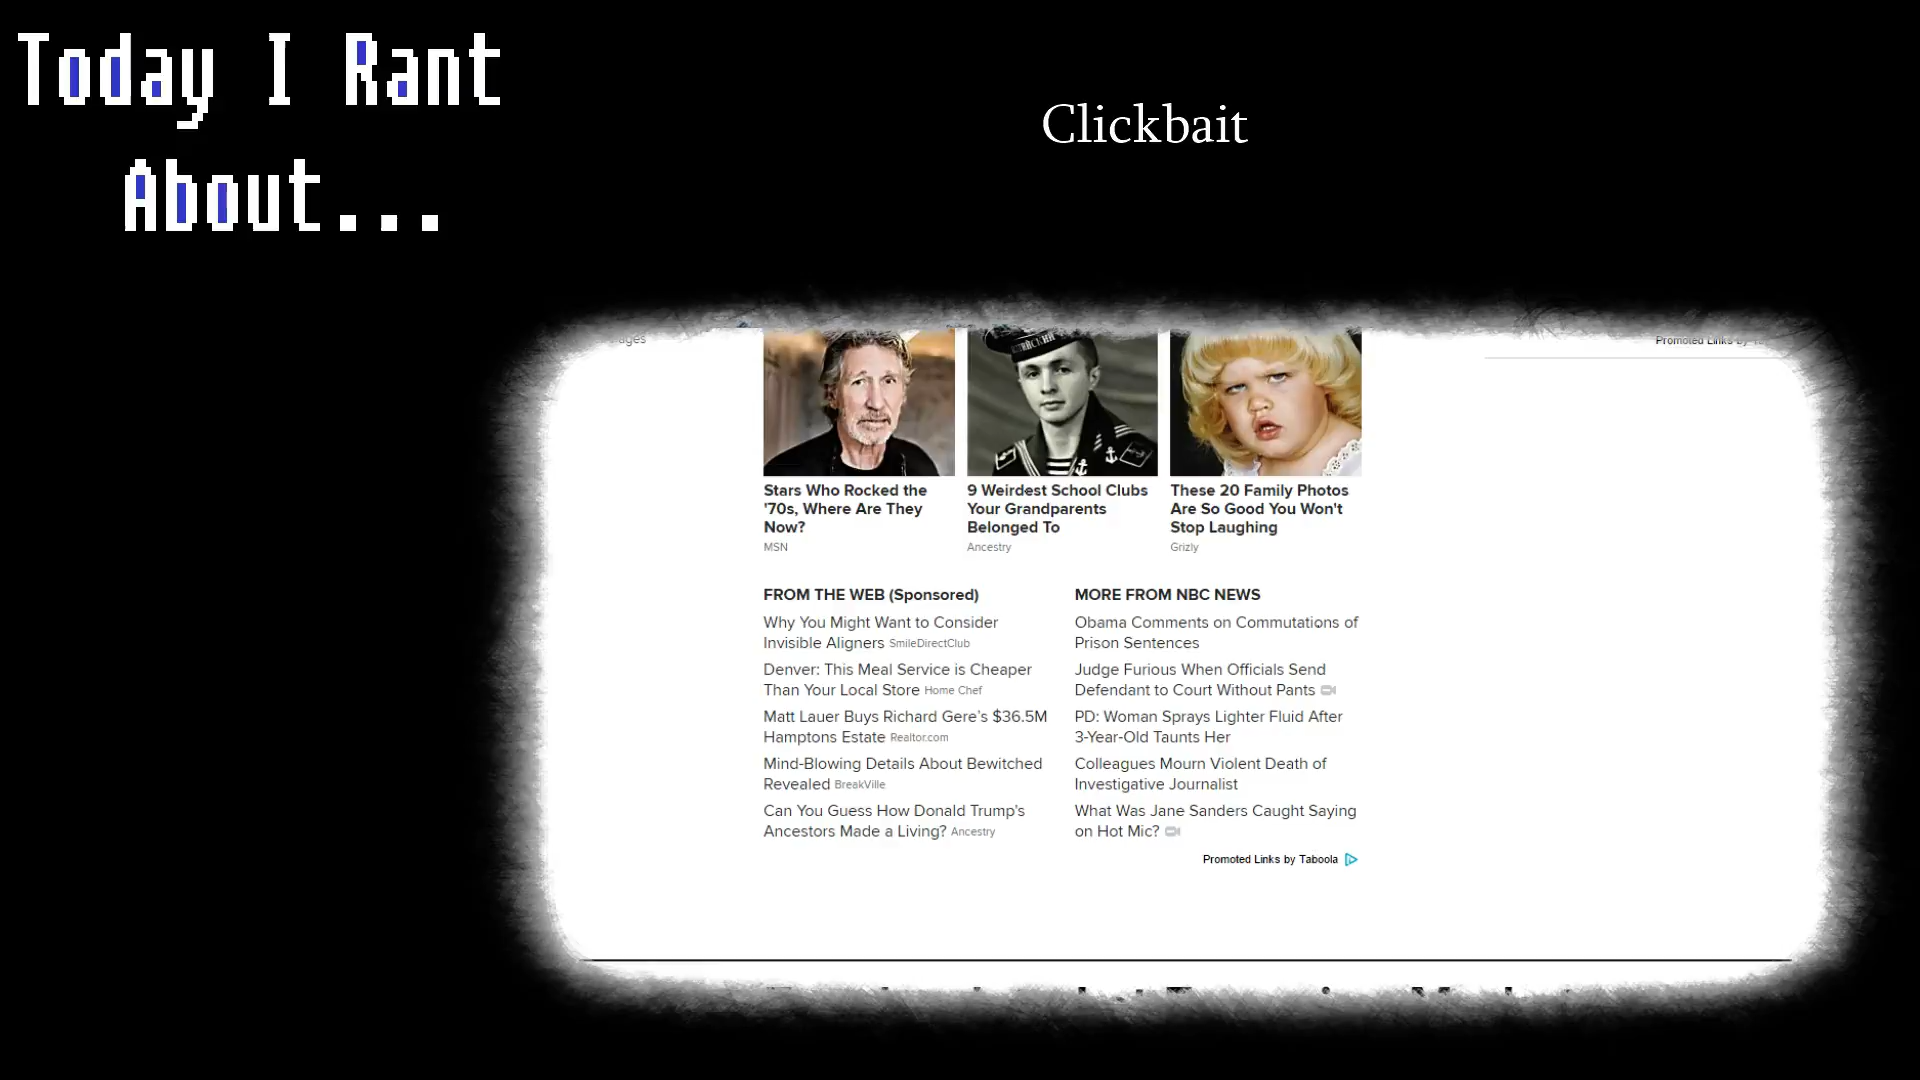 Today I Rant
About...
Clickbait
Promoted Links by
Stars Who Rocked the
'70s, Where Are They
Now?
MSN
9 Weirdest School Clubs
Your Grandparents
Belonged To
Ancestry
These 20 Family Photos
Are So Good You Won't
Stop Laughing
Grizly
FROM THE WEB (Sponsored)
Why You Might Want to Consider
Invisible Aligners SmileDirectClub
Denver: This Meal Service is Cheaper
Than Your Local Store Home Chef
Matt Lauer Buys Richard Gere's $36.5M
Hamptons Estate Realtor.com
Mind-Blowing Details About Bewitched
Revealed BreakVille
Can You Guess How Donald Trump's
Ancestors Made a Living? Ancestry
MORE FROM NBC NEWS
Obama Comments on Commutations of
Prison Sentences
Judge Furious When Officials Send
Defendant to Court Without Pants
PD: Woman Sprays Lighter Fluid After
3-Year-Old Taunts Her
Colleagues Mourn Violent Death of
Investigative Journalist
What Was Jane Sanders Caught Saying
on Hot Mic?
Promoted Links by Taboola